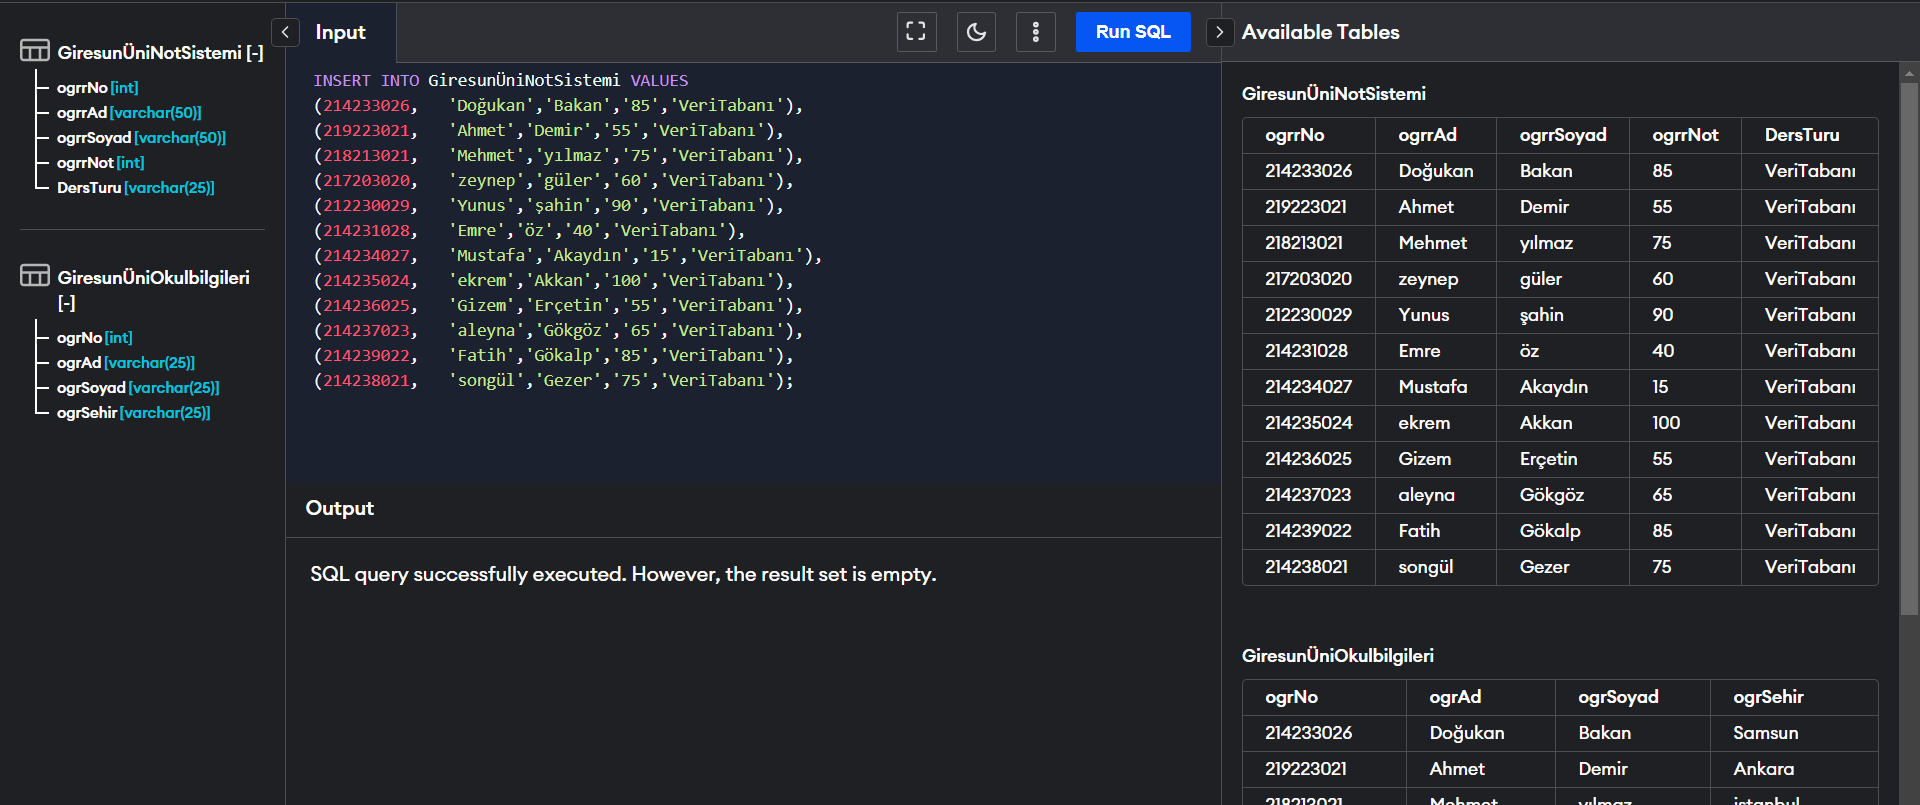 GiresunÜniNotSistemi [-]
ogrrNo [int]
ogrrAd [varchar(50)]
ogrrSoyad [varchar(50)]
ogrrNot [int]
DersTuru [varchar(25)]
GiresunÜniOkulbilgileri
[-]
ogrNo [int]
ogrAd [varchar(25)]
ogrSoyad [varchar(25)]
ogrSehir [varchar(25)]
Input
Run SQL
INSERT INTO GiresunÜniNotSistemi VALUES
(214233026, 'Doğukan','Bakan','85','VeriTabanı'),
(219223021, 'Ahmet','Demir','55','VeriTabanı'),
(218213021, 'Mehmet','yılmaz','75','VeriTabanı'),
(217203020, 'zeynep','güler','60','VeriTabanı'),
(212230029, 'Yunus','şahin','90','VeriTabanı'),
(214231028, 'Emre','öz','40','VeriTabanı'),
(214234027, 'Mustafa','Akaydın','15','VeriTabanı'),
(214235024, 'ekrem','Akkan','100','VeriTabanı'),
(214236025, 'Gizem','Erçetin','55','VeriTabanı'),
(214237023, 'aleyna','Gökgöz','65','VeriTabanı'),
(214239022, 'Fatih','Gökalp','85','VeriTabanı'),
(214238021, 'songül','Gezer','75','VeriTabanı');
Output
SQL query successfully executed. However, the result set is empty.
Available Tables
GiresunÜniNotSistemi
ogrrNo ogrrAd ogrrSoyad ogrrNot DersTuru
214233026 Doğukan Bakan 85 VeriTabanı
219223021 Ahmet Demir 55 VeriTabanı
218213021 Mehmet yılmaz 75 VeriTabanı
217203020 zeynep güler 60 VeriTabanı
212230029 Yunus şahin 90 VeriTabanı
214231028 Emre öz 40 VeriTabanı
214234027 Mustafa Akaydın 15 VeriTabanı
214235024 ekrem Akkan 100 VeriTabanı
214236025 Gizem Erçetin 55 VeriTabanı
214237023 aleyna Gökgöz 65 VeriTabanı
214239022 Fatih Gökalp 85 VeriTabanı
214238021 songül Gezer 75 VeriTabanı
GiresunÜniOkulbilgileri
ogrNo ogrAd ogrSoyad ogrSehir
214233026 Doğukan Bakan Samsun
219223021 Ahmet Demir Ankara
218213021 Mehmet yılmaz istanbul